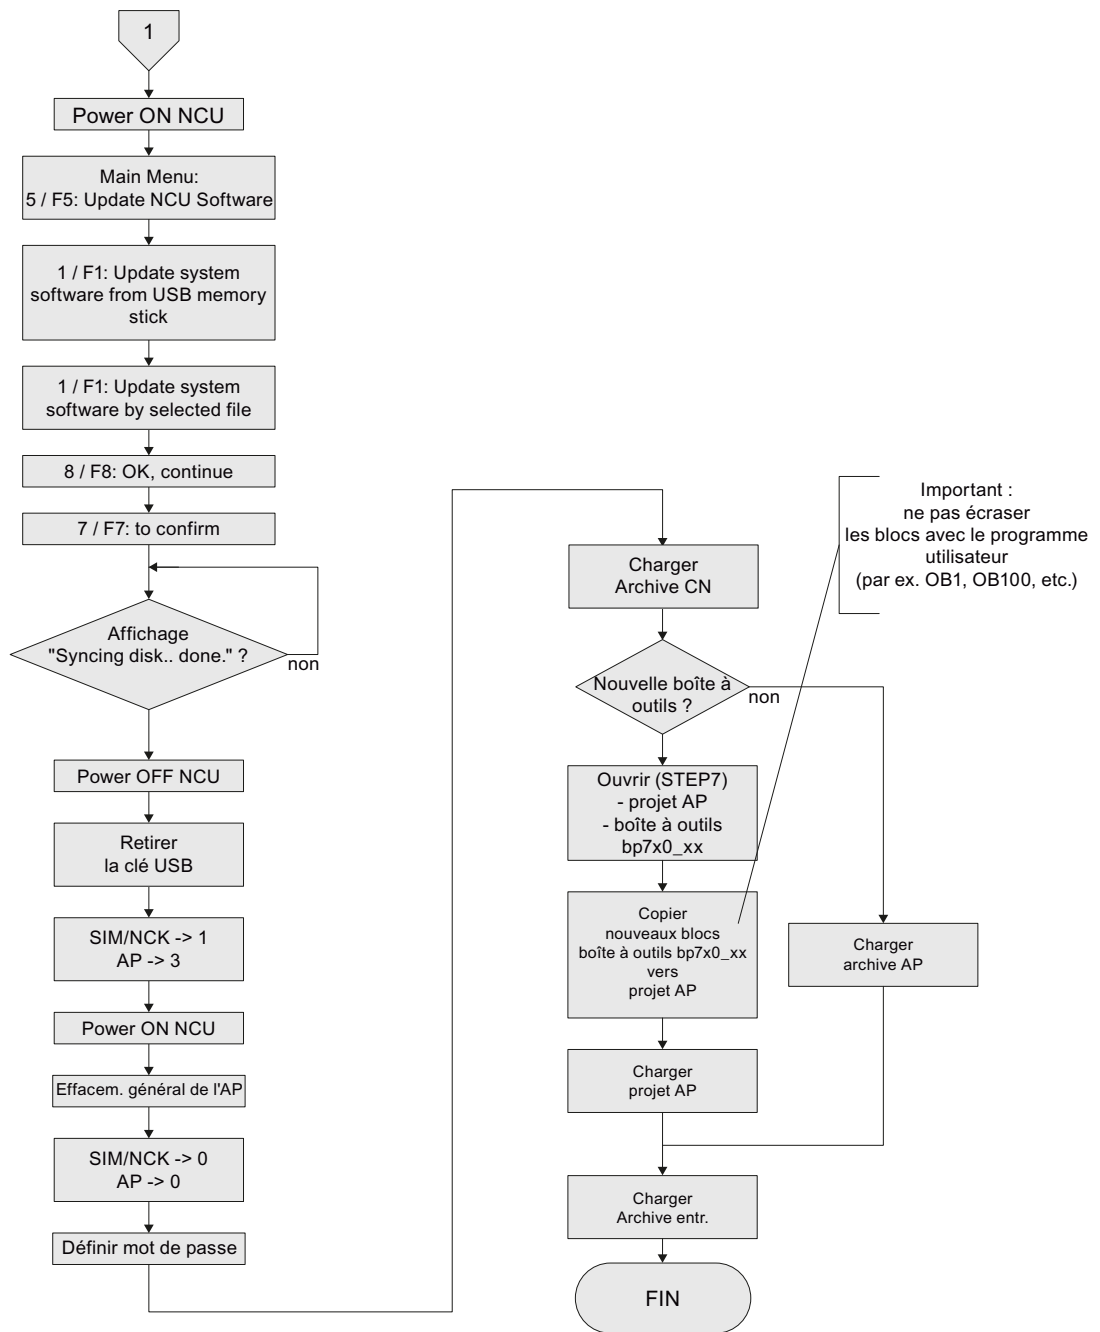 1
Power ON NCU
Main Menu:
5 / F5: Update NCU Software
1 / F1: Update system
software from USB memory
stick
1 / F1: Update system
software by selected file
8 / F8: OK, continue
7 / F7: to confirm
Affichage
"Syncing disk.. done." ?
non
Power OFF NCU
Retirer
la clé USB
SIM/NCK -> 1
AP -> 3
Power ON NCU
Effacem. général de l'AP
SIM/NCK -> 0
AP -> 0
Définir mot de passe
Charger
Archive CN
Nouvelle boîte à
outils ?
non
Ouvrir (STEP7)
- projet AP
- boîte à outils
bp7x0_xx
Copier
nouveaux blocs
boîte à outils bp7x0_xx
vers
projet AP
Charger
projet AP
Charger
archive AP
Charger
Archive entr.
FIN
Important :
ne pas écraser
les blocs avec le programme
utilisateur
(par ex. OB1, OB100, etc.)